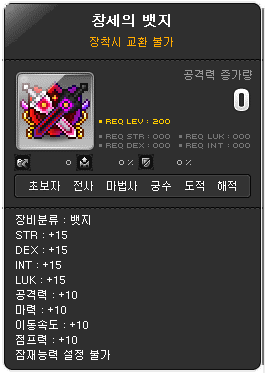 창세의 뱃지
장착시 교환 불가
공격력 증가량
0
REQ LEV : 200
REQ STR : 000 REQ LUK : 000
REQ DEX : 000 REQ INT : 000
0 0 % 0 %
초보자 전사 마법사 궁수 도적 해적
장비분류 : 뱃지
STR : +15
DEX : +15
INT : +15
LUK : +15
공격력 : +10
마력 : +10
이동속도 : +10
점프력 : +10
잠재능력 설정 불가